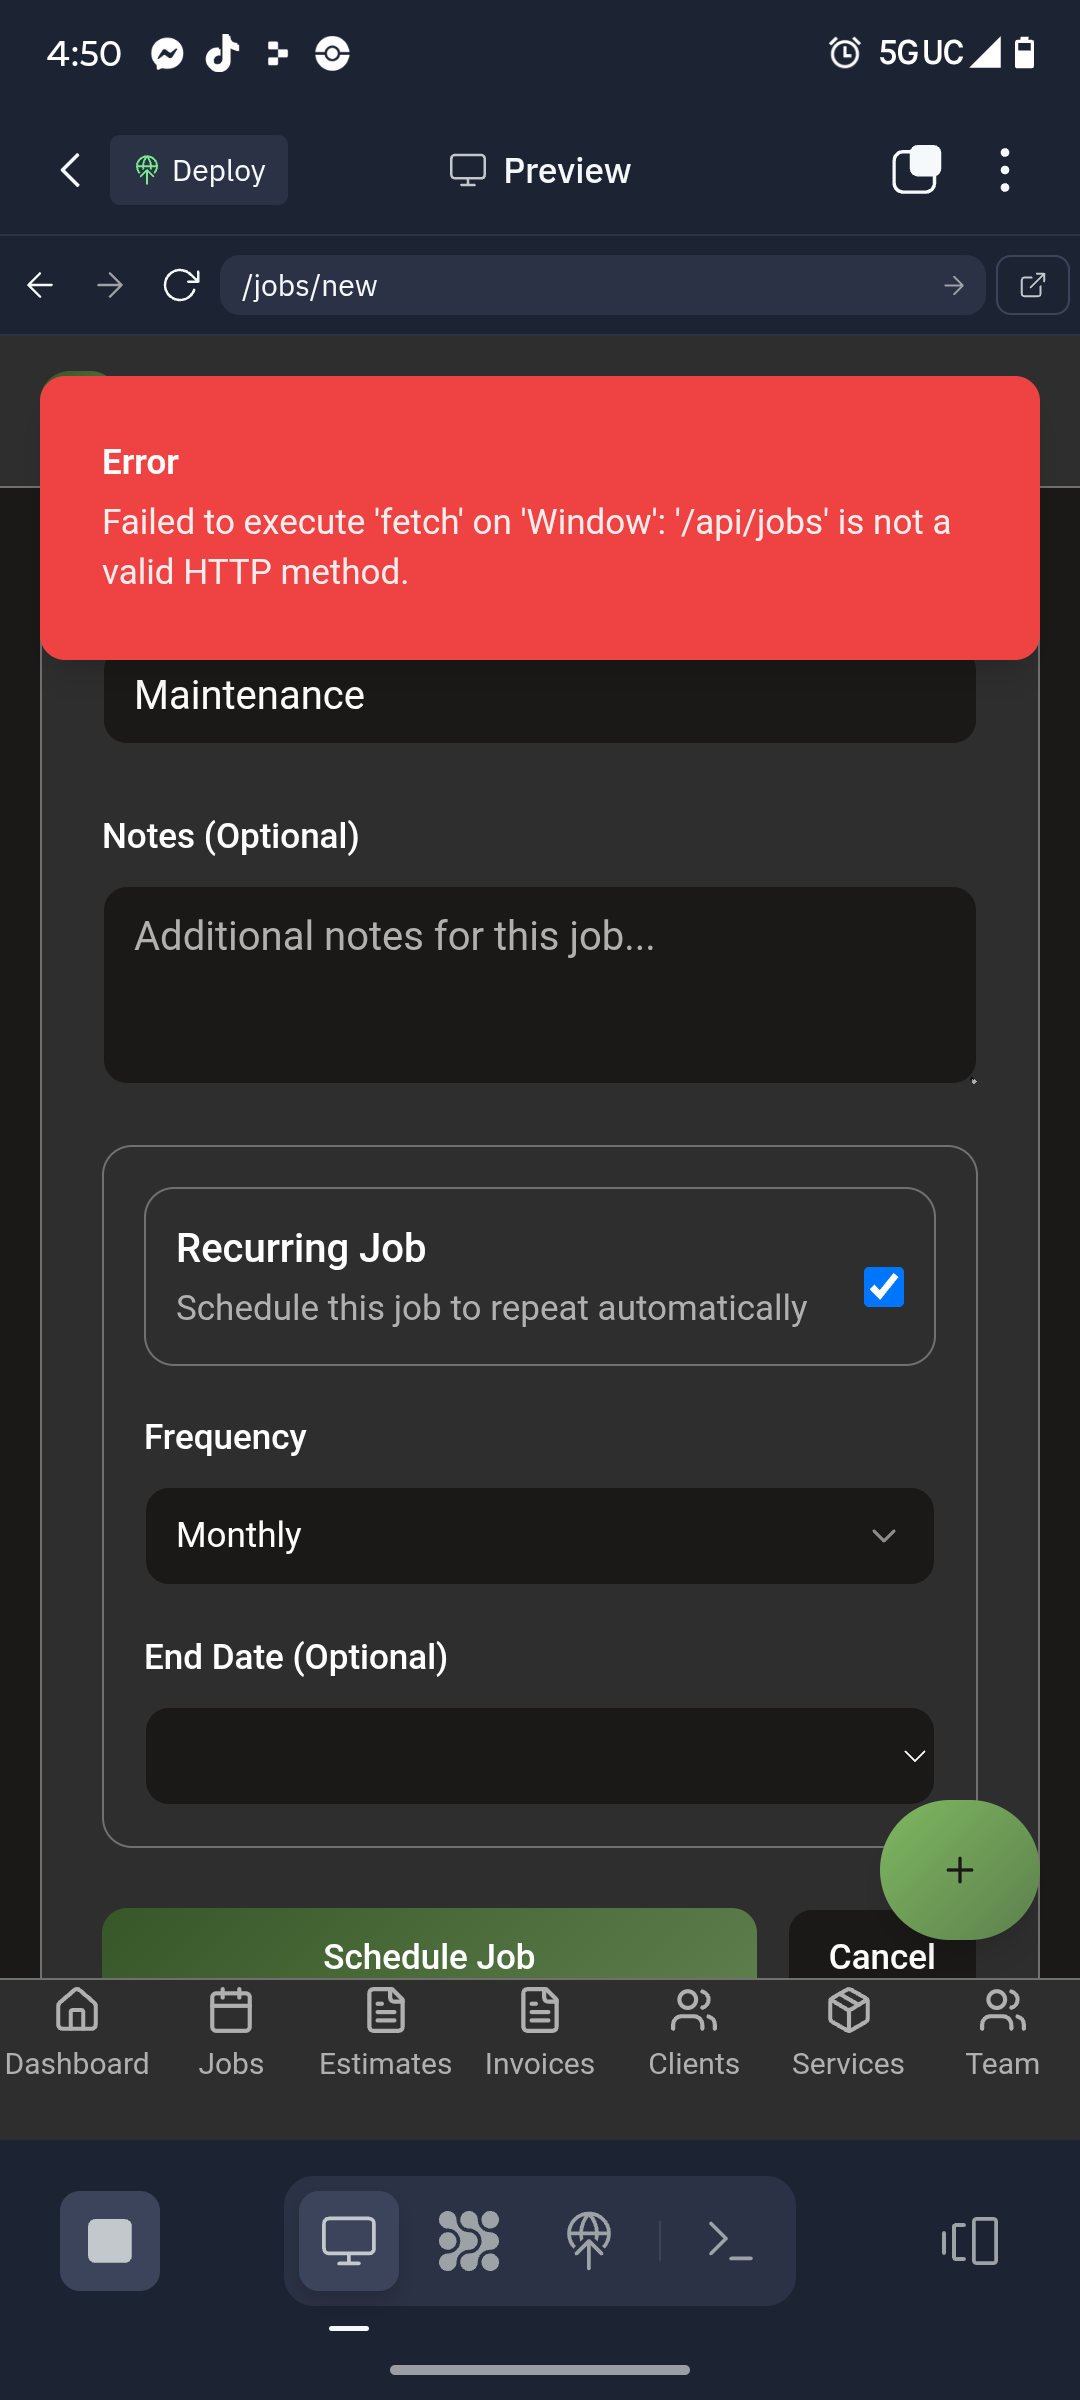 4:50
5G UC
Deploy
Preview
/jobs/new
Error
Failed to execute 'fetch' on 'Window': '/api/jobs' is not a
valid HTTP method.
Maintenance
Notes (Optional)
Additional notes for this job...
Recurring Job
Schedule this job to repeat automatically
Frequency
Monthly
End Date (Optional)
Schedule Job
Cancel
Dashboard
Jobs
Estimates
Invoices
Clients
Services
Team